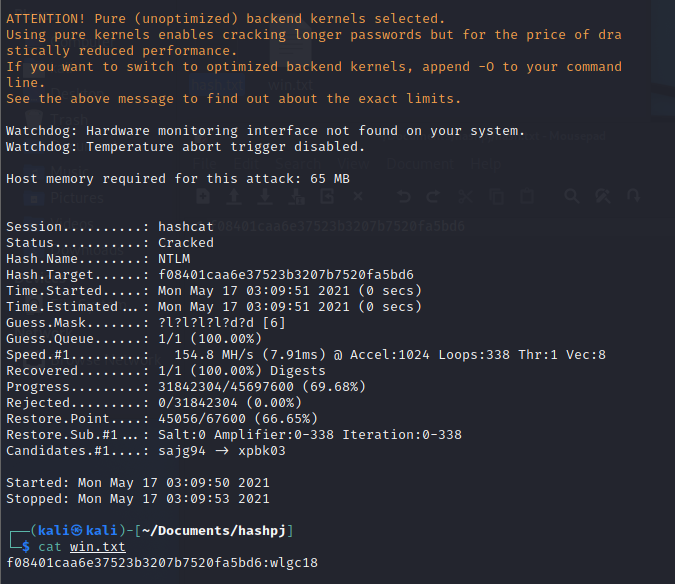 ATTENTION! Pure (unoptimized) backend kernels selected.
Using pure kernels enables cracking longer passwords but for the price of dra
stically reduced performance.
If you want to switch to optimized backend kernels, append -O to your command
line.
See the above message to find out about the exact limits.
Watchdog: Hardware monitoring interface not found on your system.
Watchdog: Temperature abort trigger disabled.
Host memory required for this attack: 65 MB
Session..........: hashcat
Status...........: Cracked
Hash.Name........: NTLM
Hash.Target......: f08401caa6e37523b3207b7520fa5bd6
Time.Started.....: Mon May 17 03:09:51 2021 (0 secs)
Time.Estimated...: Mon May 17 03:09:51 2021 (0 secs)
Guess.Mask.......: ?l?l?l?l?d?d [6]
Guess.Queue......: 1/1 (100.00%)
Speed.#1.........:   154.8 MH/s (7.91ms) @ Accel:1024 Loops:338 Thr:1 Vec:8
Recovered........: 1/1 (100.00%) Digests
Progress.........: 31842304/45697600 (69.68%)
Rejected.........: 0/31842304 (0.00%)
Restore.Point....: 45056/67600 (66.65%)
Restore.Sub.#1...: Salt:0 Amplifier:0-338 Iteration:0-338
Candidates.#1....: sajg94 -> xpbk03
Started: Mon May 17 03:09:50 2021
Stopped: Mon May 17 03:09:53 2021
┌──(kali㉿kali)-[~/Documents/hashpj]
└─$ cat win.txt
f08401caa6e37523b3207b7520fa5bd6:wlgc18